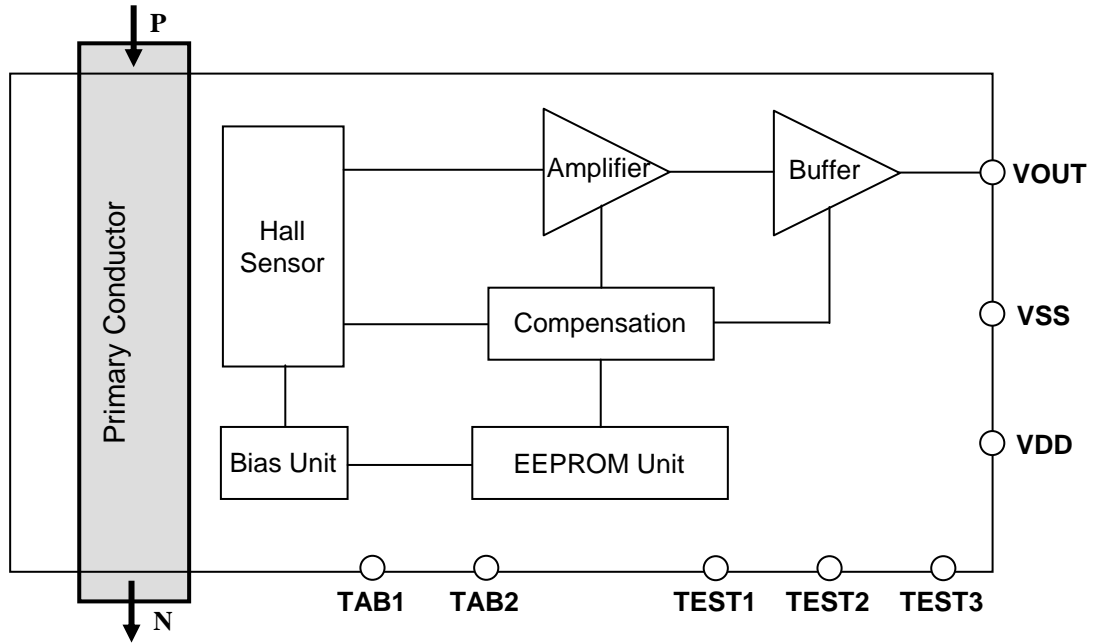 P
Primary Conductor
Hall
Sensor
Amplifier
Buffer
VOUT
Compensation
VSS
Bias Unit
EEPROM Unit
VDD
TAB1
TAB2
TEST1
TEST2
TEST3
N